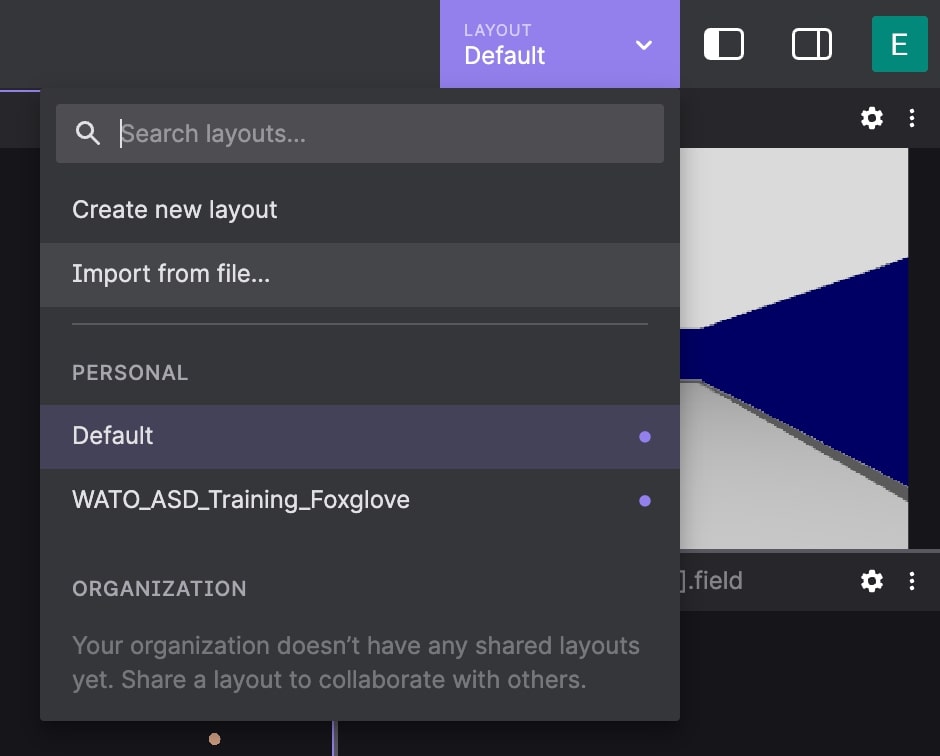 LAYOUT
Default
E
Search layouts...
Create new layout
Import from file...
PERSONAL
Default
WATO_ASD_Training_Foxglove
ORGANIZATION
].field
Your organization doesn’t have any shared layouts
yet. Share a layout to collaborate with others.